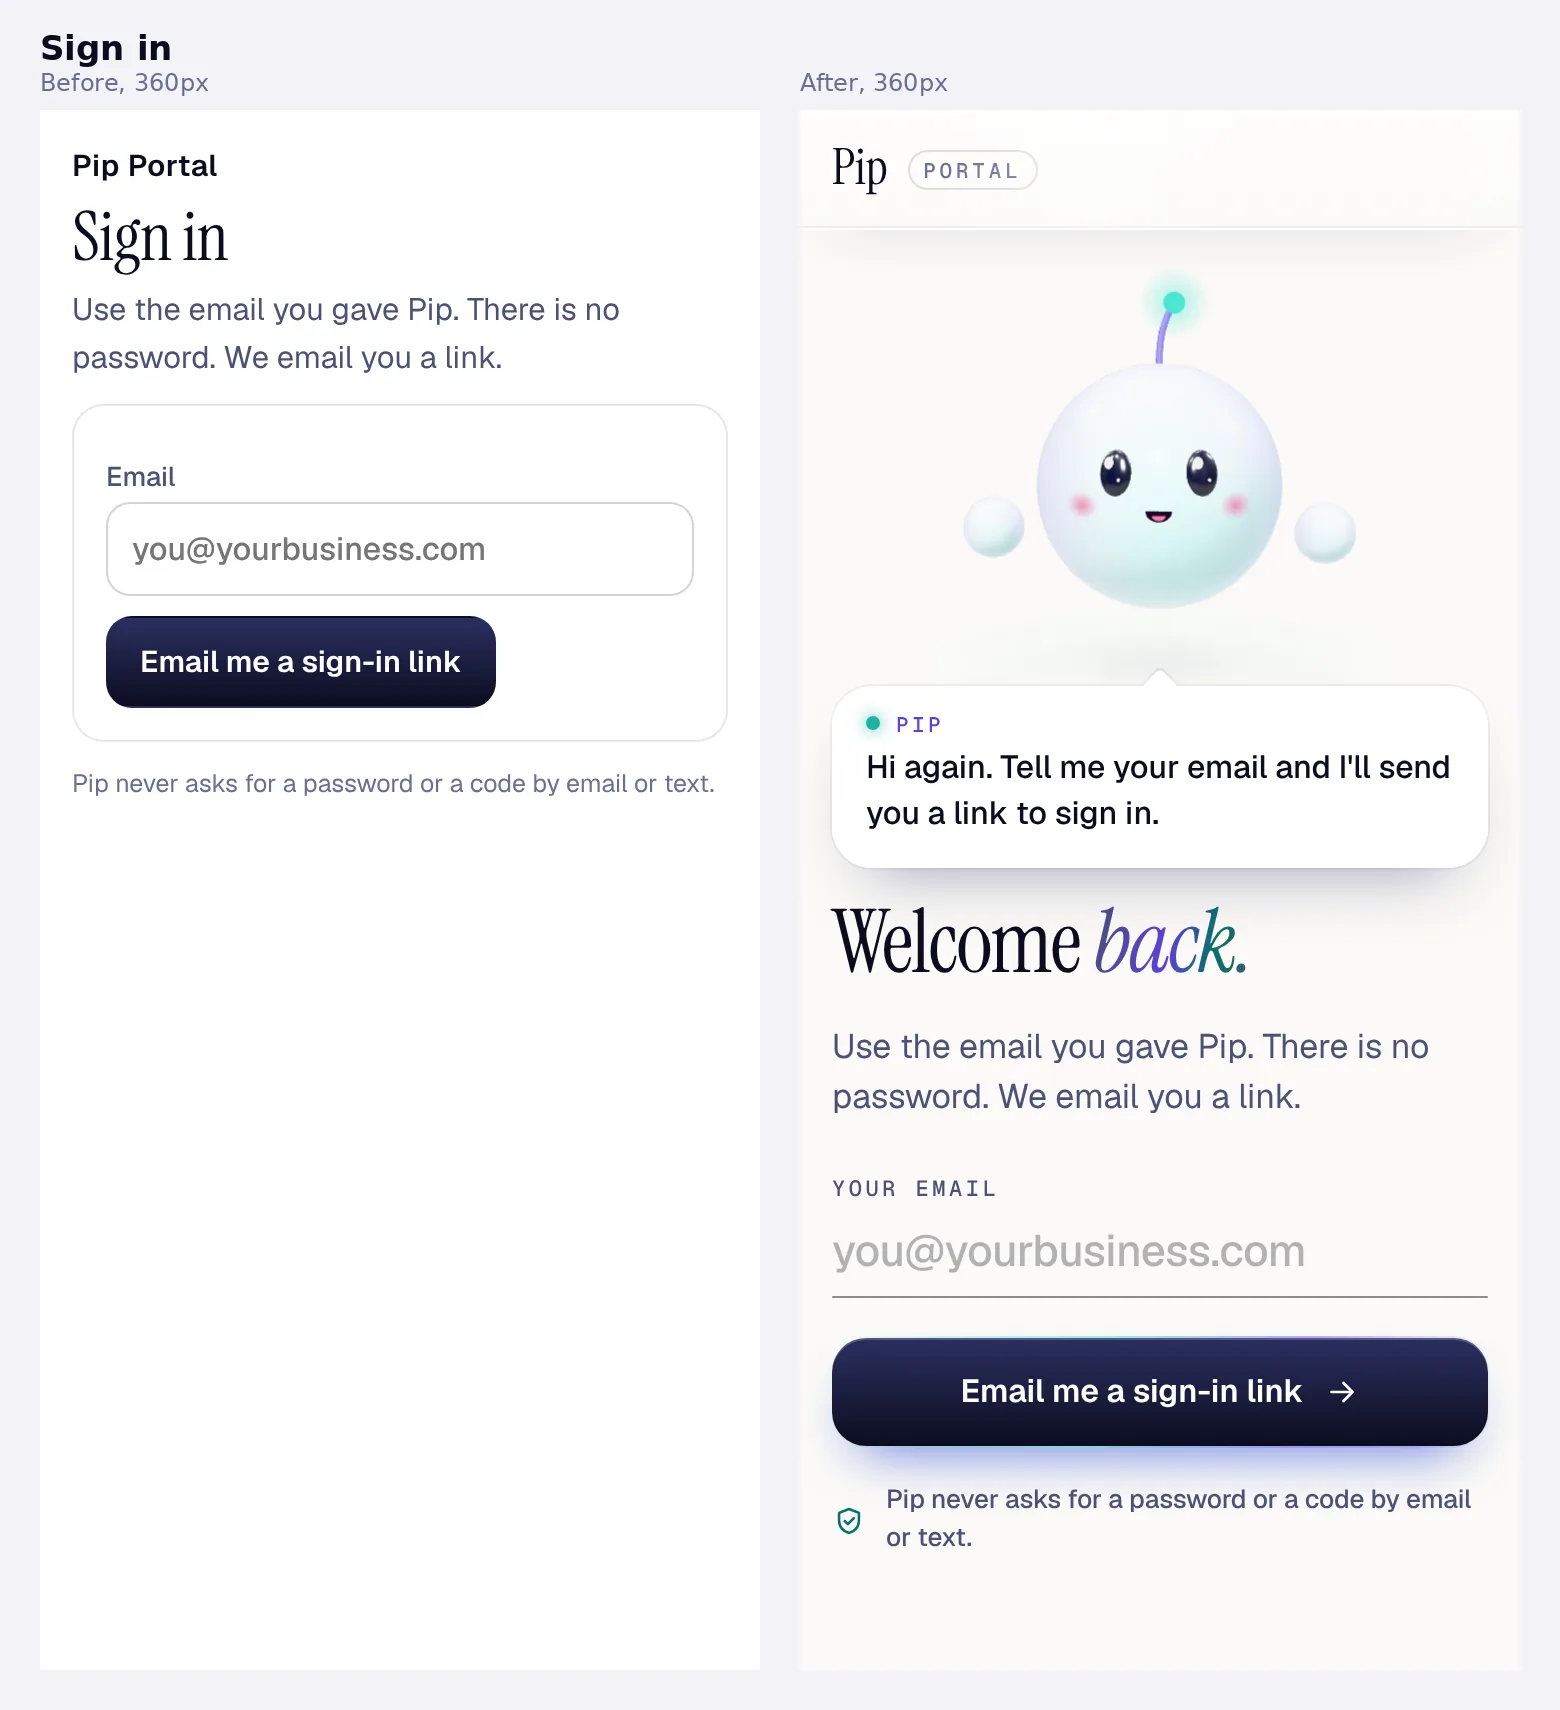 Sign in
Before, 360px
Pip Portal
Sign in
Use the email you gave Pip. There is no
password. We email you a link.
Email
you@yourbusiness.com
Email me a sign-in link
Pip never asks for a password or a code by email or text.
After, 360px
Pip PORTAL
PIP
Hi again. Tell me your email and I'll send
you a link to sign in.
Welcome back.
Use the email you gave Pip. There is no
password. We email you a link.
YOUR EMAIL
you@yourbusiness.com
Email me a sign-in link →
Pip never asks for a password or a code by email
or text.